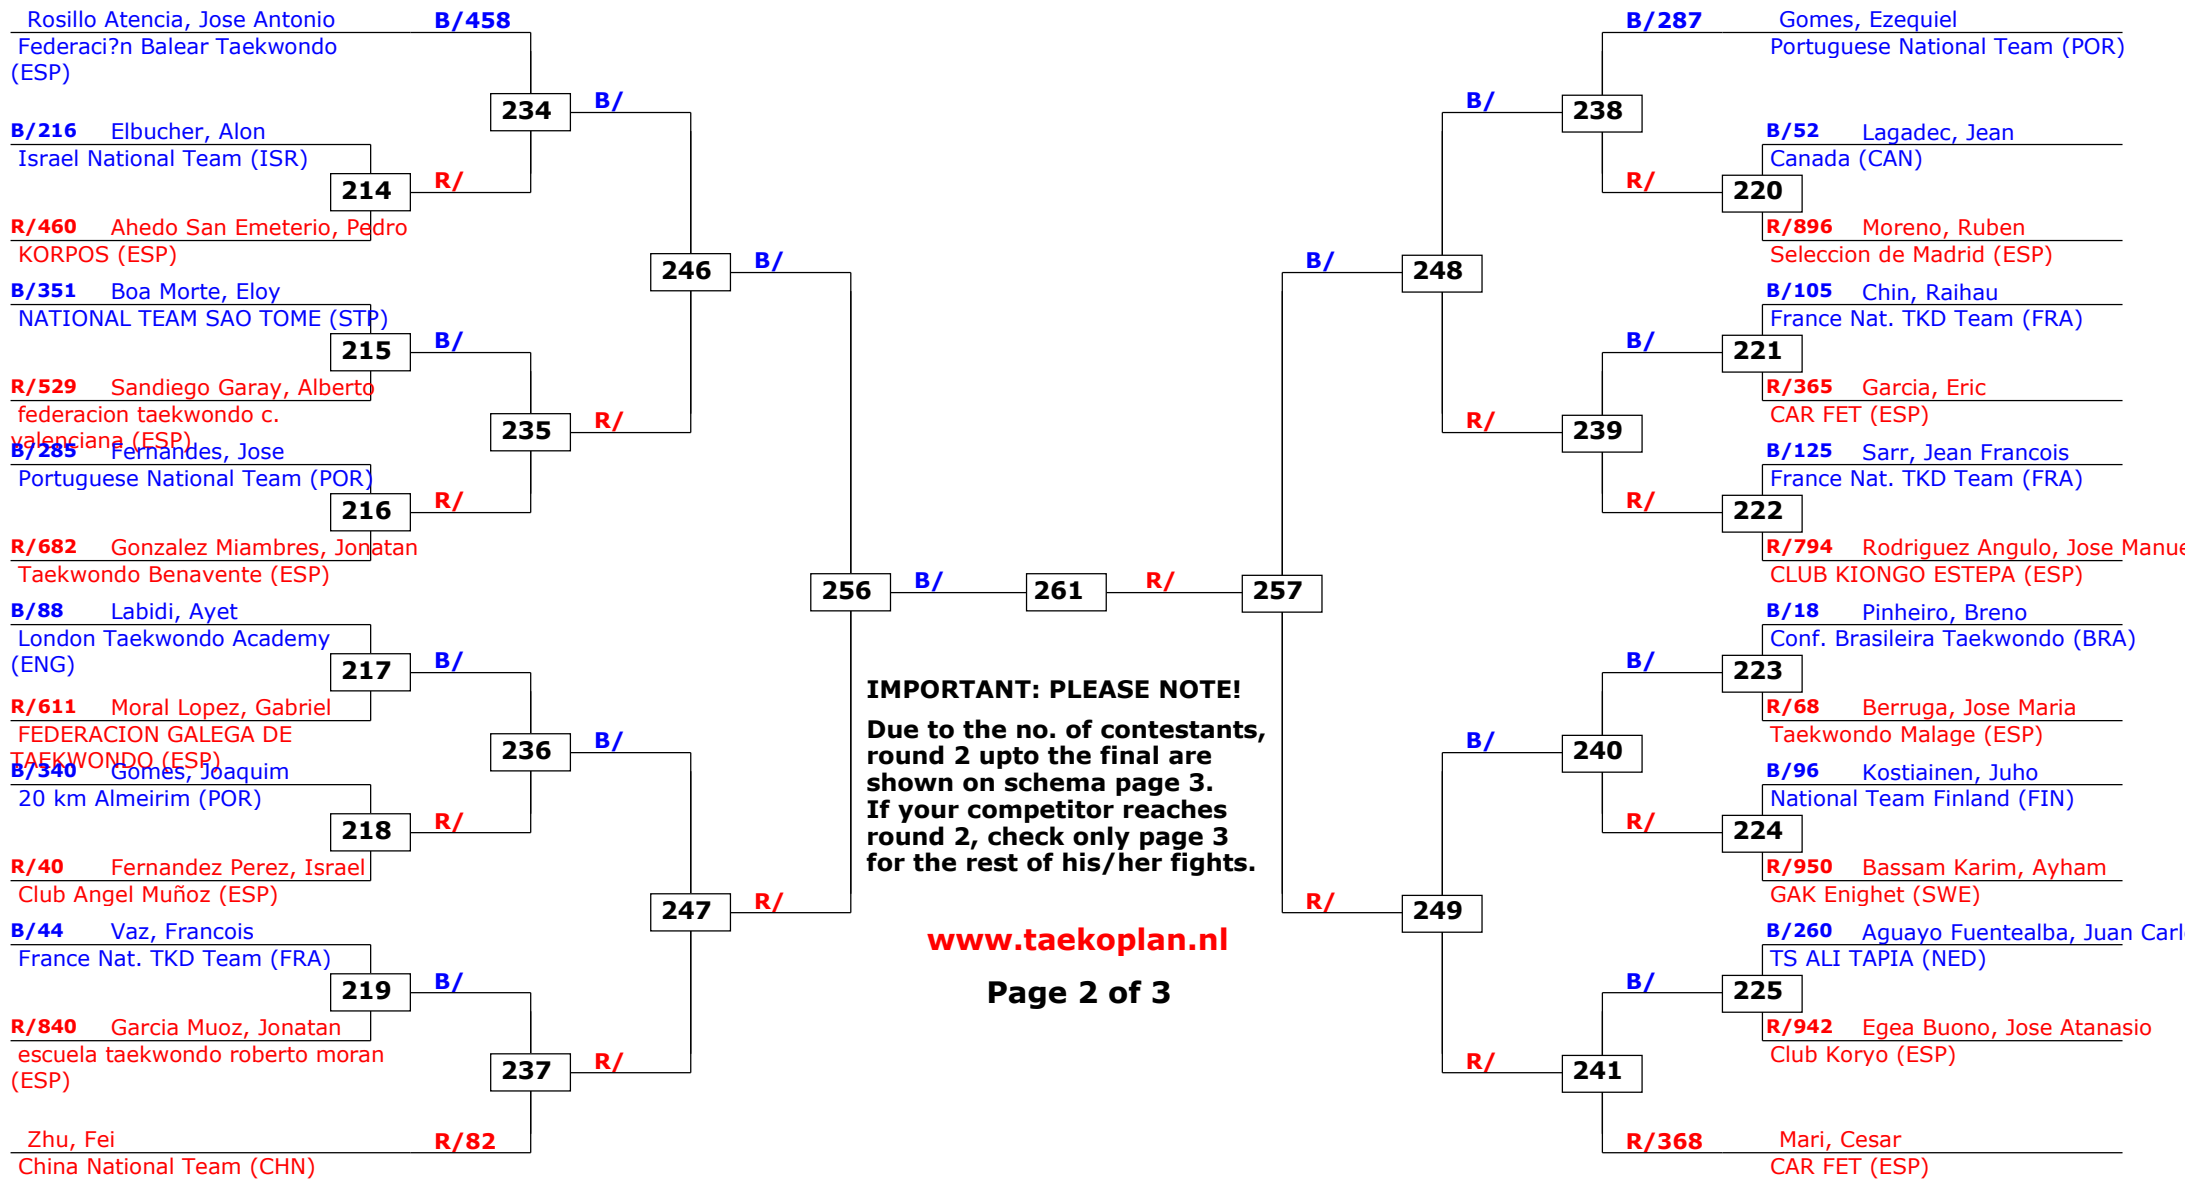 Rosillo Atencia, Jose Antonio B/458
Federaci?n Balear Taekwondo
(ESP)
234 B/
B/216 Elbucher, Alon
Israel National Team (ISR)
214 R/
R/460 Ahedo San Emeterio, Pedro
KORPOS (ESP)
246 B/
B/351 Boa Morte, Eloy
NATIONAL TEAM SAO TOME (STP)
215 B/
R/529 Sandiego Garay, Alberto
federacion taekwondo c.
valenciana (ESP)
235 R/
B/285 Fernandes, Jose
Portuguese National Team (POR)
216 R/
R/682 Gonzalez Miambres, Jonatan
Taekwondo Benavente (ESP)
256 B/ 261 R/ 257
B/88 Labidi, Ayet
London Taekwondo Academy
(ENG)
217 B/
R/611 Moral Lopez, Gabriel
FEDERACION GALEGA DE
TAEKWONDO (ESP)
236 B/
B/340 Gomes, Joaquim
20 km Almeirim (POR)
218 R/
R/40 Fernandez Perez, Israel
Club Angel Muñoz (ESP)
247 R/
B/44 Vaz, Francois
France Nat. TKD Team (FRA)
219 B/
R/840 Garcia Muoz, Jonatan
escuela taekwondo roberto moran
(ESP)
237 R/
Zhu, Fei R/82
China National Team (CHN)
IMPORTANT: PLEASE NOTE!
Due to the no. of contestants,
round 2 upto the final are
shown on schema page 3.
If your competitor reaches
round 2, check only page 3
for the rest of his/her fights.
www.taekoplan.nl
Page 2 of 3
B/287 Gomes, Ezequiel
Portuguese National Team (POR)
B/ 238
B/52 Lagadec, Jean
Canada (CAN)
R/ 220
R/896 Moreno, Ruben
Seleccion de Madrid (ESP)
B/ 248
B/105 Chin, Raihau
France Nat. TKD Team (FRA)
B/ 221
R/365 Garcia, Eric
CAR FET (ESP)
R/ 239
B/125 Sarr, Jean Francois
France Nat. TKD Team (FRA)
R/ 222
R/794 Rodriguez Angulo, Jose Manue
CLUB KIONGO ESTEPA (ESP)
B/18 Pinheiro, Breno
Conf. Brasileira Taekwondo (BRA)
B/ 223
R/68 Berruga, Jose Maria
Taekwondo Malage (ESP)
B/ 240
B/96 Kostiainen, Juho
National Team Finland (FIN)
R/ 224
R/950 Bassam Karim, Ayham
GAK Enighet (SWE)
R/ 249
B/260 Aguayo Fuentealba, Juan Carl
TS ALI TAPIA (NED)
B/ 225
R/942 Egea Buono, Jose Atanasio
Club Koryo (ESP)
R/ 241
R/368 Mari, Cesar
CAR FET (ESP)